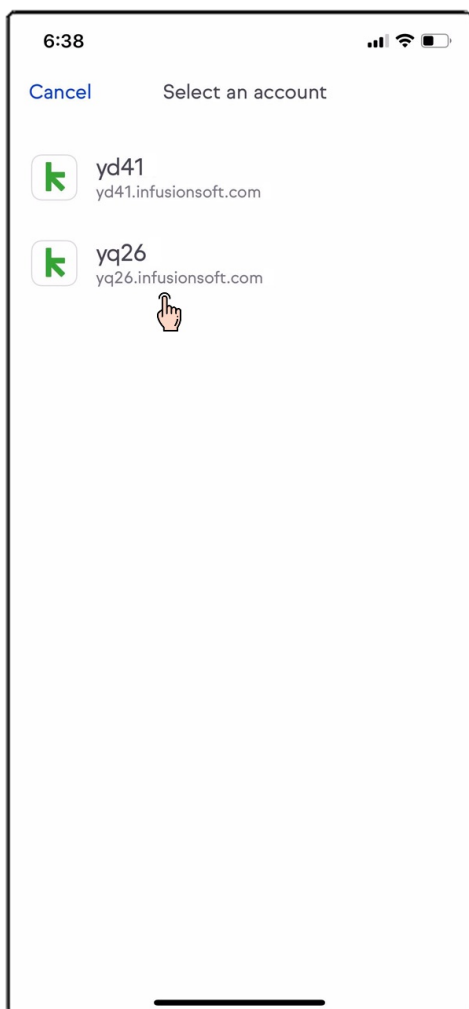 6:38
Cancel Select an account
yd41
yd41.infusionsoft.com
yq26
yq26.infusionsoft.com